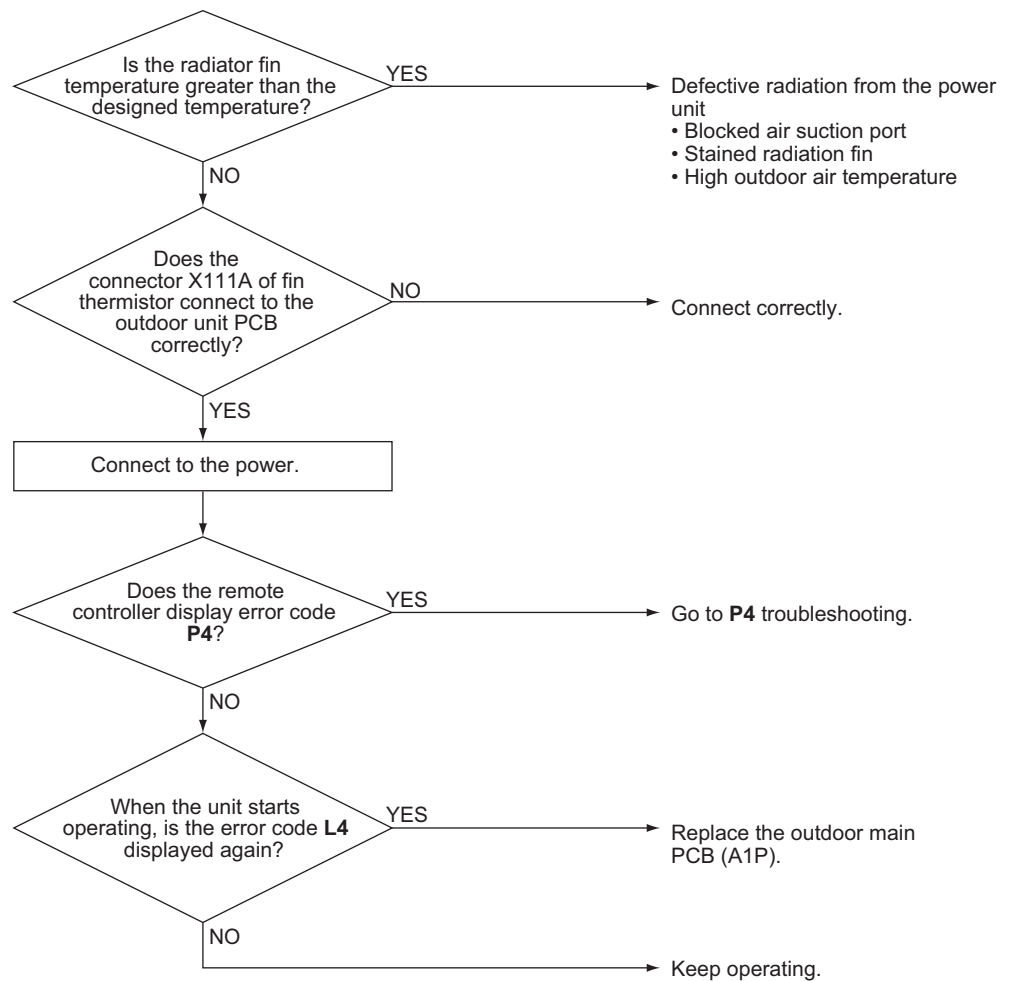 Is the radiator fin
temperature greater than the
designed temperature?
YES
Defective radiation from the power
unit
• Blocked air suction port
• Stained radiation fin
• High outdoor air temperature
NO
Does the
connector X111A of fin
thermistor connect to the
outdoor unit PCB
correctly?
NO
Connect correctly.
YES
Connect to the power.
Does the remote
controller display error code
P4?
YES
Go to P4 troubleshooting.
NO
When the unit starts
operating, is the error code L4
displayed again?
YES
Replace the outdoor main
PCB (A1P).
NO
Keep operating.